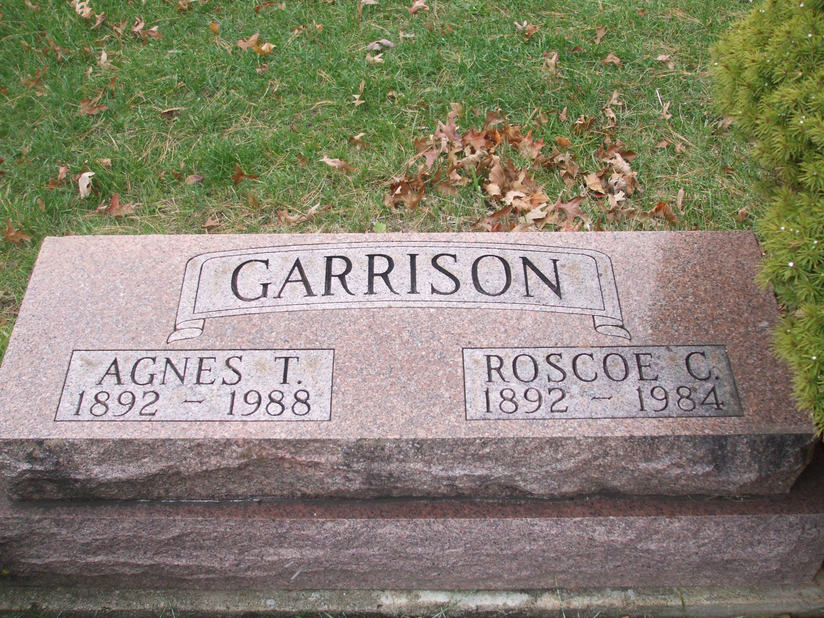 GARRISON
AGNES T.
1892 - 1988
ROSCOE C.
1892 - 1984